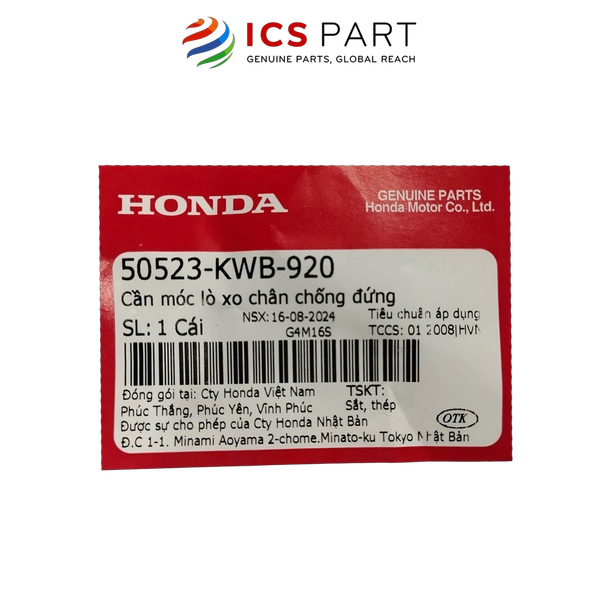 ICS PART
GENUINE PARTS, GLOBAL REACH
HONDA
GENUINE PARTS
Honda Motor Co., Ltd.
50523-KWB-920
Cần móc lò xo chân chống đứng
SL: 1 Cái
NSX: 16-08-2024
G4M16S
Tiêu chuẩn áp dụng
TCCS: 01 2008|HVN
Đóng gói tại: Cty Honda Việt Nam
Phúc Thắng, Phúc Yên, Vĩnh Phúc
TSKT:
Sắt, thép
Được sự cho phép của Cty Honda Nhật Bản
Đ.C 1-1. Minami Aoyama 2-chome.Minato-ku Tokyo Nhật Bản
OTK